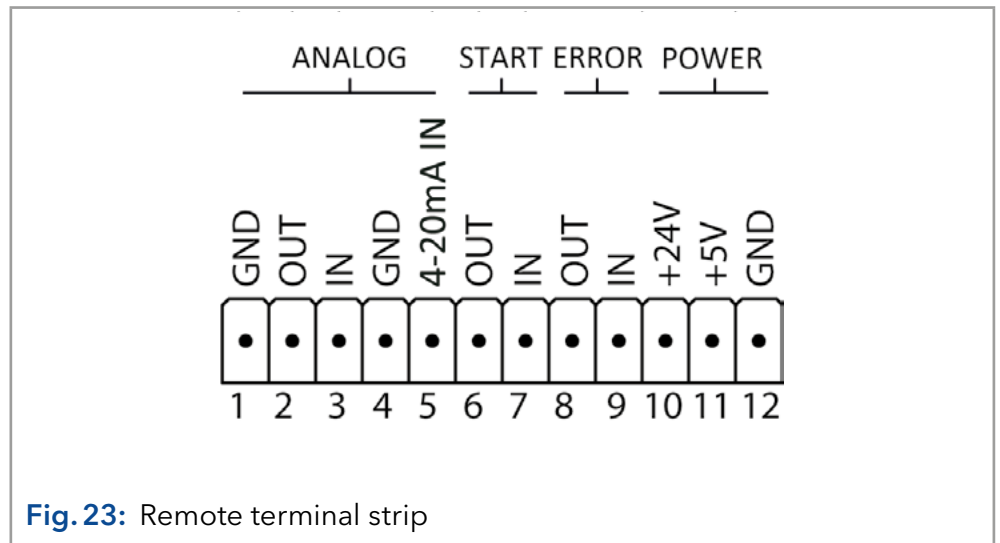 ANALOG START ERROR POWER
GND OUT IN GND 4-20mA IN OUT IN OUT IN +24V +5V GND
1 2 3 4 5 6 7 8 9 10 11 12
Fig. 23: Remote terminal strip